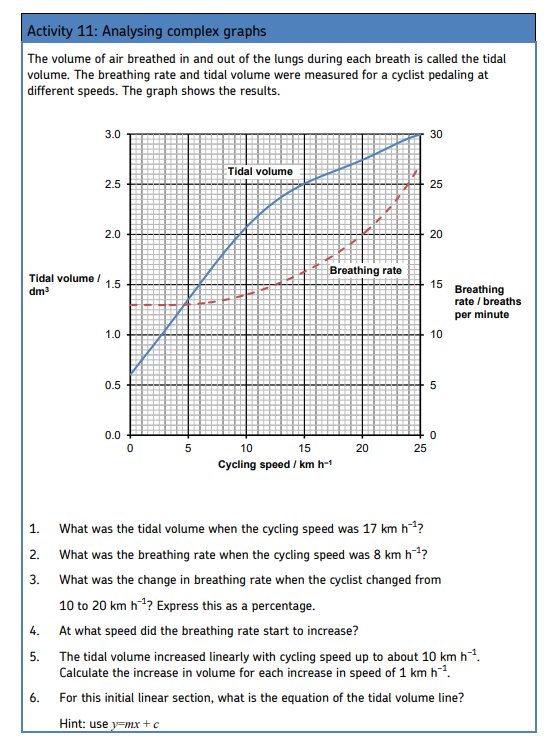 Activity 11: Analysing complex graphs
The volume of air breathed in and out of the lungs during each breath is called the tidal
volume. The breathing rate and tidal volume were measured for a cyclist pedaling at
different speeds. The graph shows the results.
3.0
30
Tidal volume
2.5
25
2.0
20
Breathing rate
Tidal volume /
dm³
1.5
15
Breathing
rate / breaths
per minute
1.0
10
0.5
5
0.0
0
0 5 10 15 20 25
Cycling speed / km h⁻¹
1. What was the tidal volume when the cycling speed was 17 km h⁻¹?
2. What was the breathing rate when the cycling speed was 8 km h⁻¹?
3. What was the change in breathing rate when the cyclist changed from
10 to 20 km h⁻¹? Express this as a percentage.
4. At what speed did the breathing rate start to increase?
5. The tidal volume increased linearly with cycling speed up to about 10 km h⁻¹.
Calculate the increase in volume for each increase in speed of 1 km h⁻¹.
6. For this initial linear section, what is the equation of the tidal volume line?
Hint: use y=mx + c